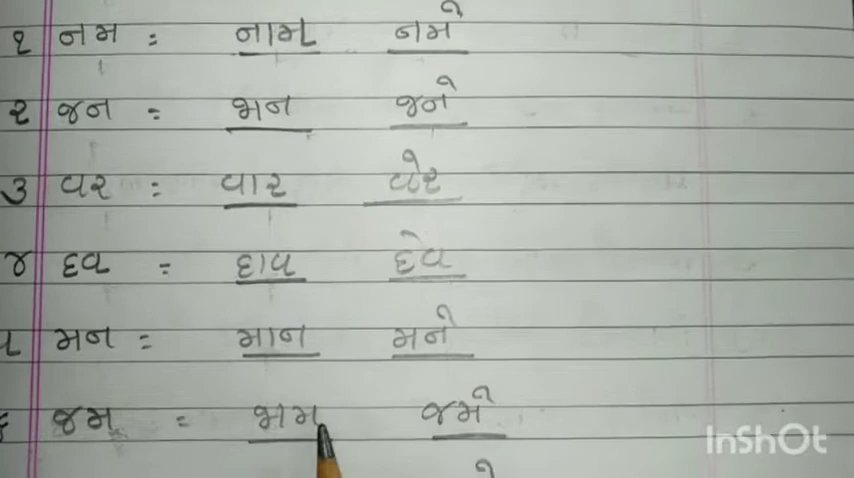 ૧ નમ = નામ નમે
૨ જન = જાન જને
૩ વર = વાર વેર
૪ દવ = દાવ દેવ
૫ મન = માન મને
૬ જમ = જામ જમે
InShOt